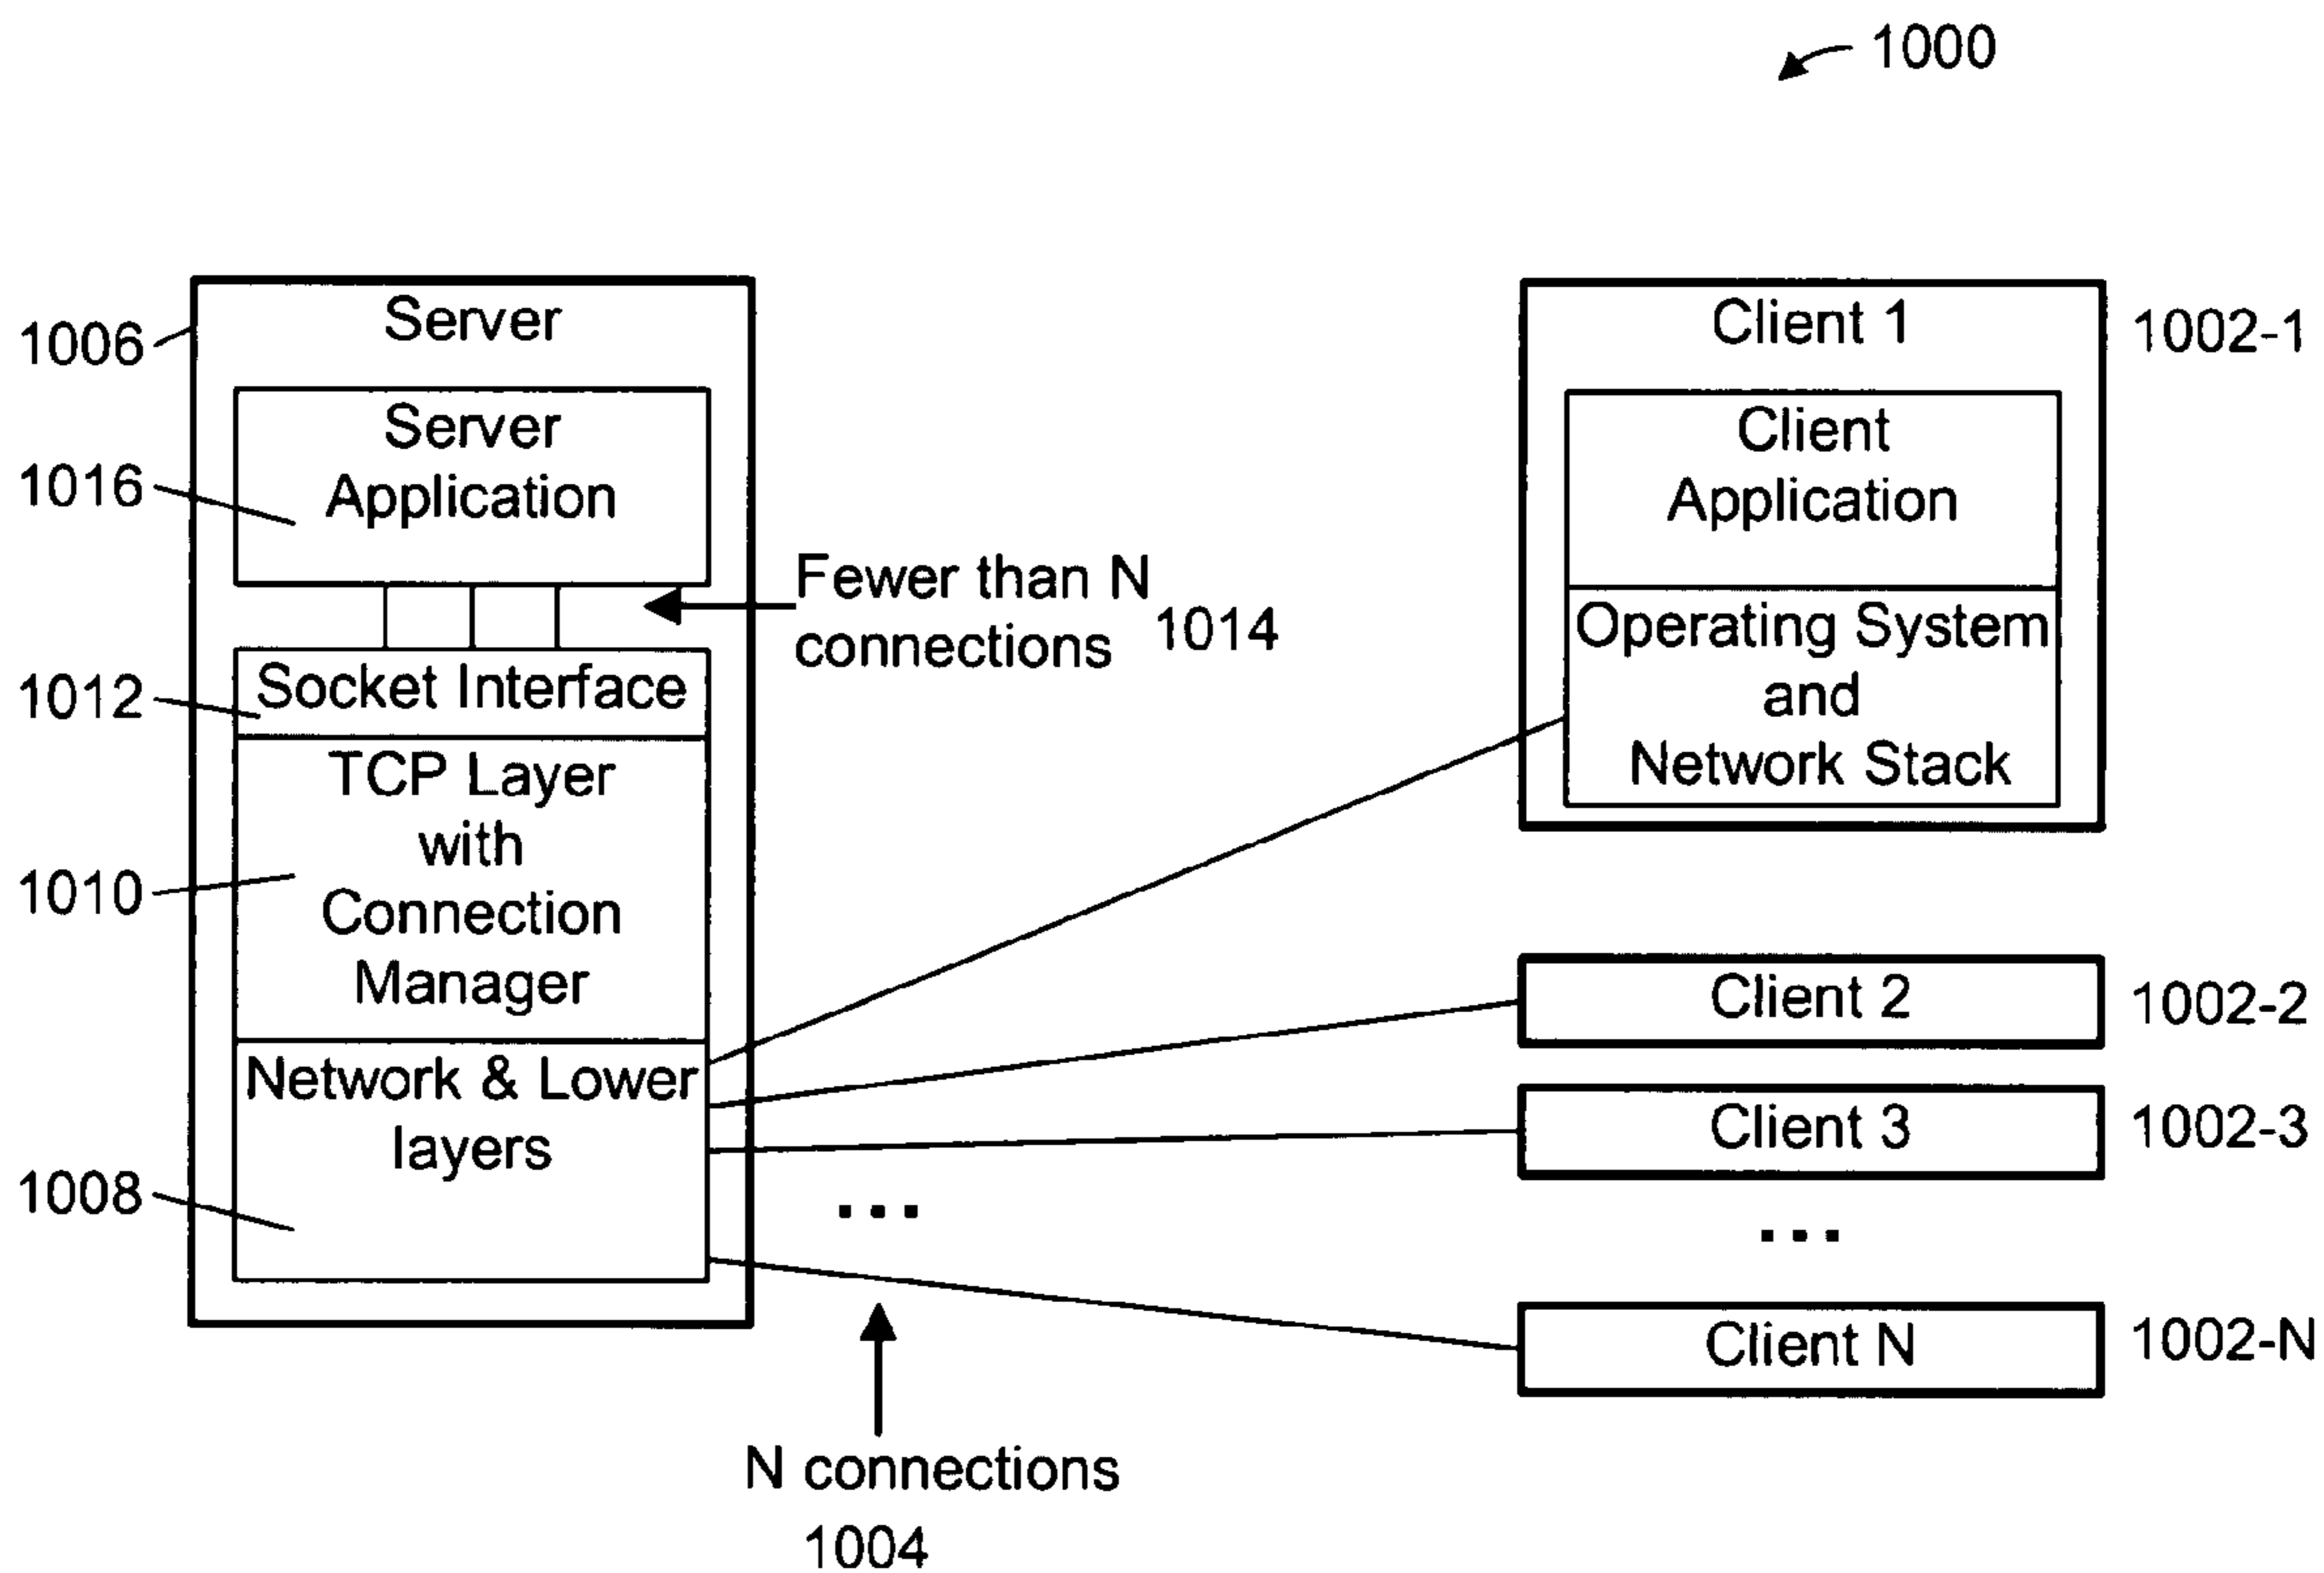 1000
Server
1006
Server
Application
1016
Fewer than N
connections
1014
Socket Interface
1012
TCP Layer
with
Connection
Manager
1010
Network & Lower
layers
1008
...
N connections
1004
Client 1
1002-1
Client
Application
Operating System
and
Network Stack
Client 2
1002-2
Client 3
1002-3
...
Client N
1002-N